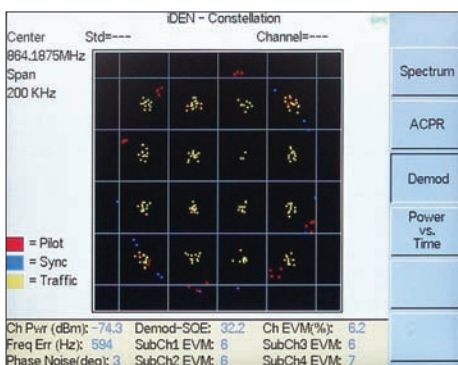 iDEN - Constellation
Center Std=--- Channel=---
864.1875MHz
Span
200 KHz
Spectrum
ACPR
Demod
Power
vs.
Time
= Pilot
= Sync
= Traffic
Ch Pwr (dBm): -74.3 Demod-SOE: 32.2 Ch EVM(%): 6.2
Freq Err (Hz): 594 SubCh1 EVM: 6 SubCh3 EVM: 6
Phase Noise(deg): 3 SubCh2 EVM: 6 SubCh4 EVM: 7